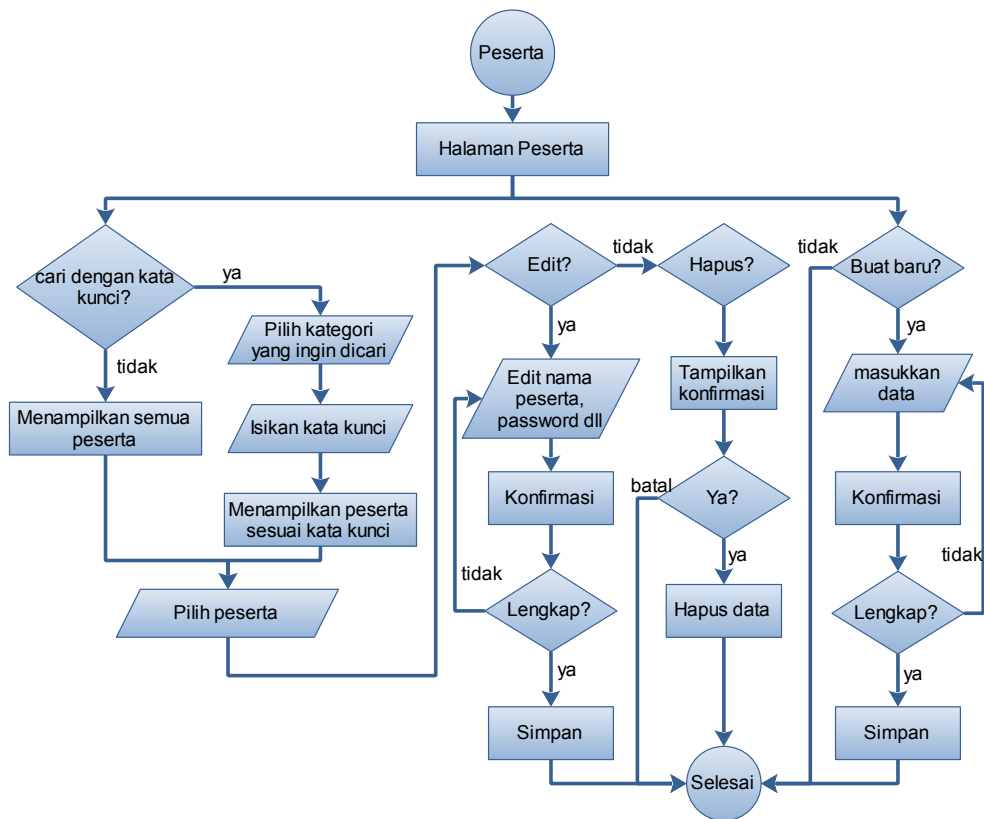 Peserta
Halaman Peserta
cari dengan kata
kunci?
ya
tidak
Pilih kategori
yang ingin dicari
Menampilkan semua
peserta
Isikan kata kunci
Menampilkan peserta
sesuai kata kunci
Pilih peserta
Edit?
tidak
ya
Edit nama
peserta,
password dll
Konfirmasi
tidak
Lengkap?
ya
Simpan
Hapus?
Tampilkan
konfirmasi
batal
Ya?
ya
Hapus data
tidak
Buat baru?
ya
masukkan
data
Konfirmasi
tidak
Lengkap?
ya
Simpan
Selesai